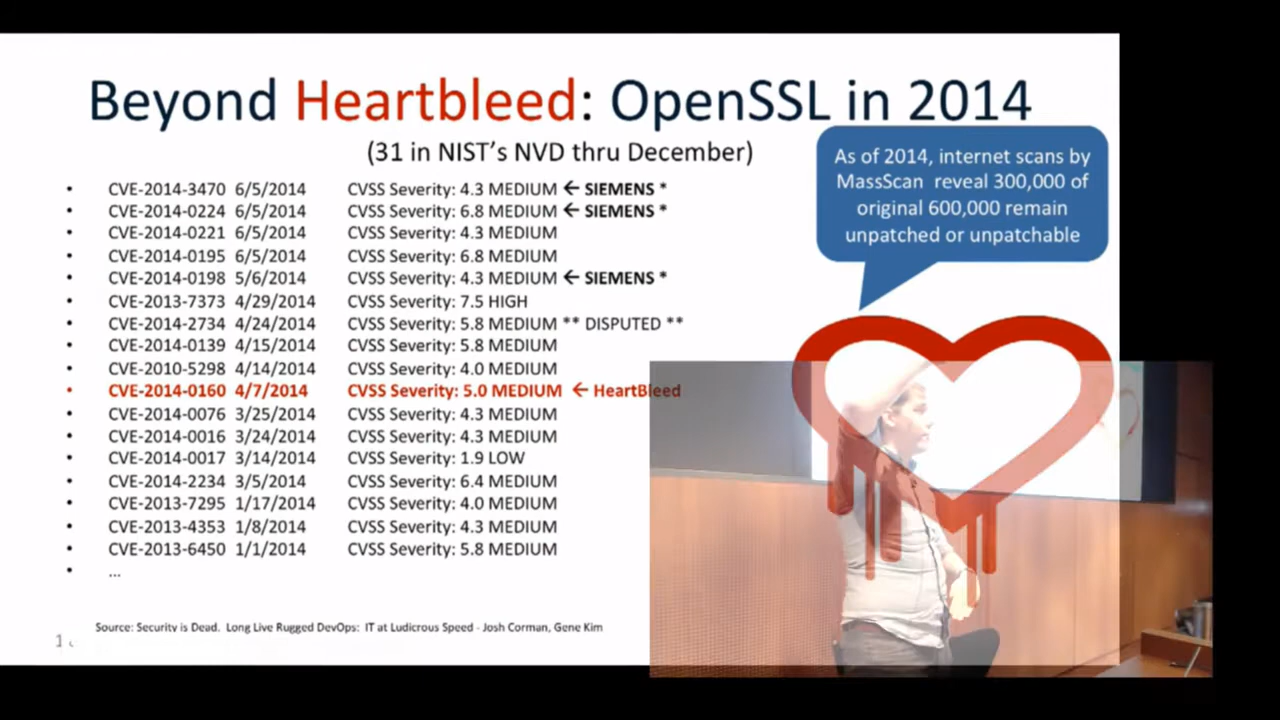 Beyond Heartbleed: OpenSSL in 2014
(31 in NIST's NVD thru December)
As of 2014, internet scans by
MassScan reveal 300,000 of
original 600,000 remain
unpatched or unpatchable
• CVE-2014-3470 6/5/2014 CVSS Severity: 4.3 MEDIUM ← SIEMENS *
• CVE-2014-0224 6/5/2014 CVSS Severity: 6.8 MEDIUM ← SIEMENS *
• CVE-2014-0221 6/5/2014 CVSS Severity: 4.3 MEDIUM
• CVE-2014-0195 6/5/2014 CVSS Severity: 6.8 MEDIUM
• CVE-2014-0198 5/6/2014 CVSS Severity: 4.3 MEDIUM ← SIEMENS *
• CVE-2013-7373 4/29/2014 CVSS Severity: 7.5 HIGH
• CVE-2014-2734 4/24/2014 CVSS Severity: 5.8 MEDIUM ** DISPUTED **
• CVE-2014-0139 4/15/2014 CVSS Severity: 5.8 MEDIUM
• CVE-2010-5298 4/14/2014 CVSS Severity: 4.0 MEDIUM
• CVE-2014-0160 4/7/2014 CVSS Severity: 5.0 MEDIUM ← HeartBleed
• CVE-2014-0076 3/25/2014 CVSS Severity: 4.3 MEDIUM
• CVE-2014-0016 3/24/2014 CVSS Severity: 4.3 MEDIUM
• CVE-2014-0017 3/14/2014 CVSS Severity: 1.9 LOW
• CVE-2014-2234 3/5/2014 CVSS Severity: 6.4 MEDIUM
• CVE-2013-7295 1/17/2014 CVSS Severity: 4.0 MEDIUM
• CVE-2013-4353 1/8/2014 CVSS Severity: 4.3 MEDIUM
• CVE-2013-6450 1/1/2014 CVSS Severity: 5.8 MEDIUM
• ...
Source: Security is Dead. Long Live Rugged DevOps: IT at Ludicrous Speed - Josh Corman, Gene Kim